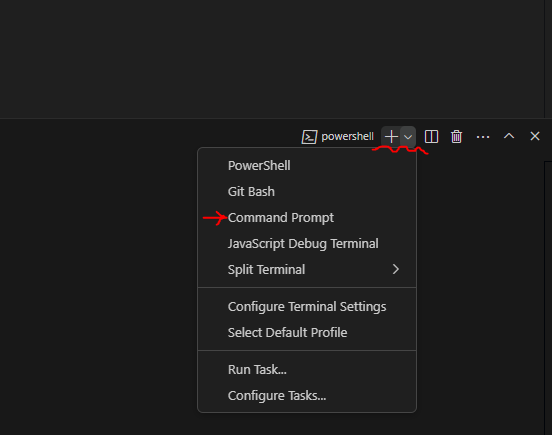 powershell
PowerShell
Git Bash
Command Prompt
JavaScript Debug Terminal
Split Terminal
Configure Terminal Settings
Select Default Profile
Run Task...
Configure Tasks...